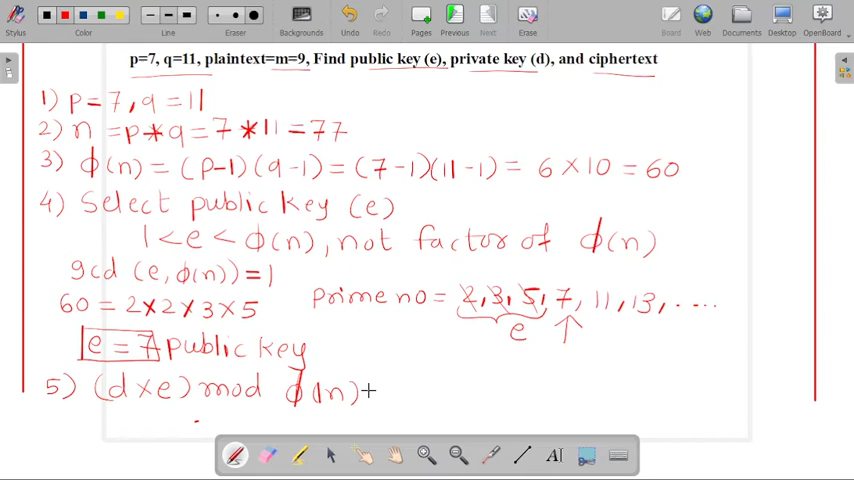 Stylus Colors Line Eraser Backgrounds Undo Redo Pages Previous Next Erase Board Web Documents Desktop OpenBoard
p=7, q=11, plaintext=m=9, Find public key (e), private key (d), and ciphertext
1) p=7, q=11
2) n = p*q = 7*11 = 77
3) ϕ(n) = (p-1)(q-1) = (7-1)(11-1) = 6×10 = 60
4) Select public key (e)
1<e<ϕ(n), not factor of ϕ(n)
gcd (e, ϕ(n)) = 1
60 = 2×2×3×5 prime no = 2, 3, 5, 7, 11, 13, ....
e
e = 7 public key
5) (d×e) mod ϕ(n)